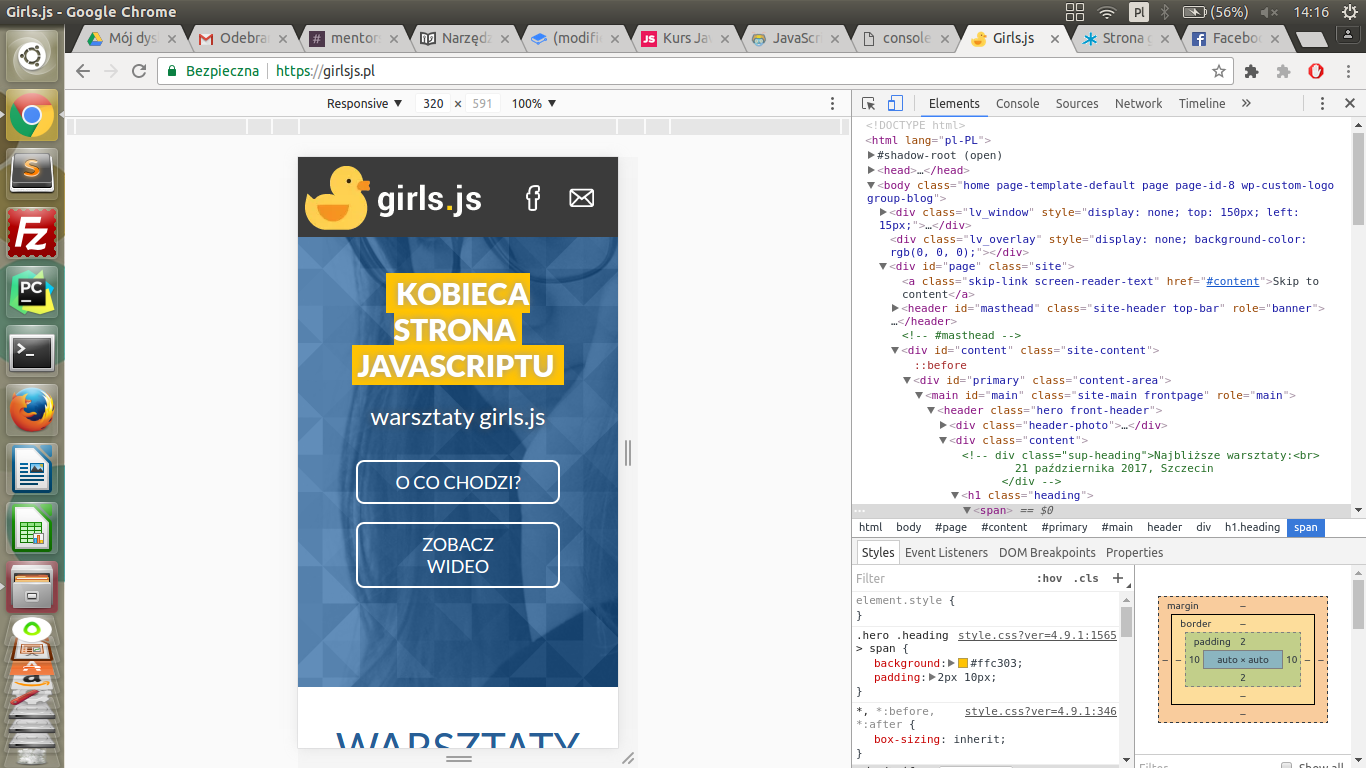 Girls.js - Google Chrome
Pl
(56%)
14:16
Mój dys
Odebra
mentor
Narzędz
(modifi
Kurs Jav
JavaScri
console
Girls.js
Strona g
Facebo
Bezpieczna
https://girlsjs.pl
Responsive ▼ 320 × 591 100% ▼
Elements Console Sources Network Timeline »
girls.js
KOBIECA
STRONA
JAVASCRIPTU
warsztaty girls.js
O CO CHODZI?
ZOBACZ
WIDEO
WARSZTATY
<!DOCTYPE html>
<html lang="pl-PL">
▶#shadow-root (open)
▶<head>…</head>
▼<body class="home page-template-default page page-id-8 wp-custom-logo
group-blog">
▶<div class="lv_window" style="display: none; top: 150px; left:
15px;">…</div>
<div class="lv_overlay" style="display: none; background-color:
rgb(0, 0, 0);"></div>
▼<div id="page" class="site">
<a class="skip-link screen-reader-text" href="#content">Skip to
content</a>
▶<header id="masthead" class="site-header top-bar" role="banner">
…</header>
<!-- #masthead -->
▼<div id="content" class="site-content">
::before
▼<div id="primary" class="content-area">
▼<main id="main" class="site-main frontpage" role="main">
▼<header class="hero front-header">
▶<div class="header-photo">…</div>
▼<div class="content">
<!-- div class="sup-heading">Najbliższe warsztaty:<br>
21 października 2017, Szczecin
</div -->
▼<h1 class="heading">
… ▼<span> == $0
html body #page #content #primary #main header div h1.heading span
Styles Event Listeners DOM Breakpoints Properties
Filter :hov .cls +
element.style {
}
.hero .heading style.css?ver=4.9.1:1565
> span {
background:▶#ffc303;
padding:▶2px 10px;
}
*, *:before, style.css?ver=4.9.1:346
*:after {
box-sizing: inherit;
}
margin –
border –
padding 2
– – 10 auto × auto 10 – –
2
–
–
Filter Show all